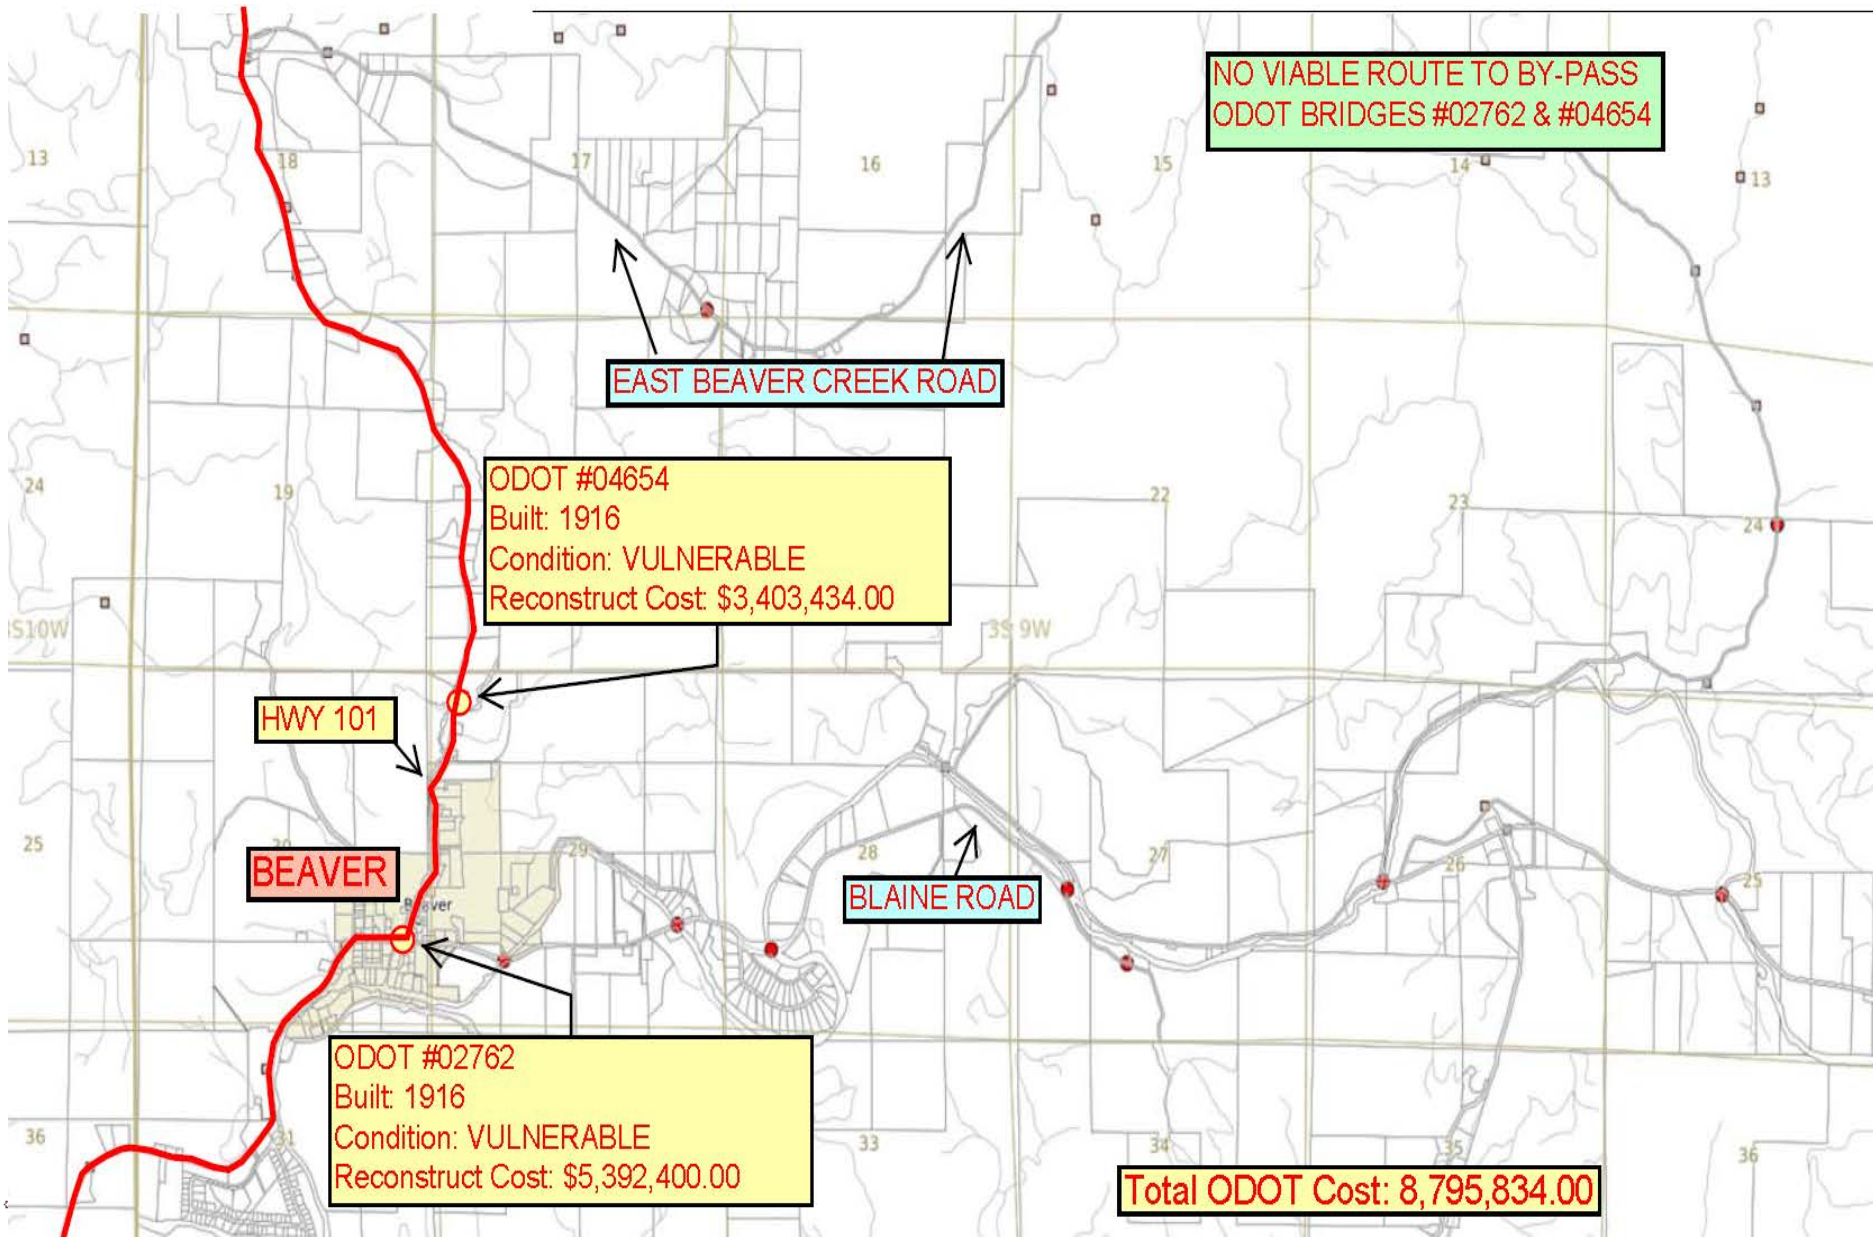 NO VIABLE ROUTE TO BY-PASS
ODOT BRIDGES #02762 & #04654
13
18
17
16
15
14
13
EAST BEAVER CREEK ROAD
ODOT #04654
Built: 1916
Condition: VULNERABLE
Reconstruct Cost: $3,403,434.00
24
19
22
23
24
S10W
3S 9W
HWY 101
25
29
28
27
26
25
BEAVER
Beaver
BLAINE ROAD
ODOT #02762
Built: 1916
Condition: VULNERABLE
Reconstruct Cost: $5,392,400.00
36
31
33
34
35
36
Total ODOT Cost: 8,795,834.00